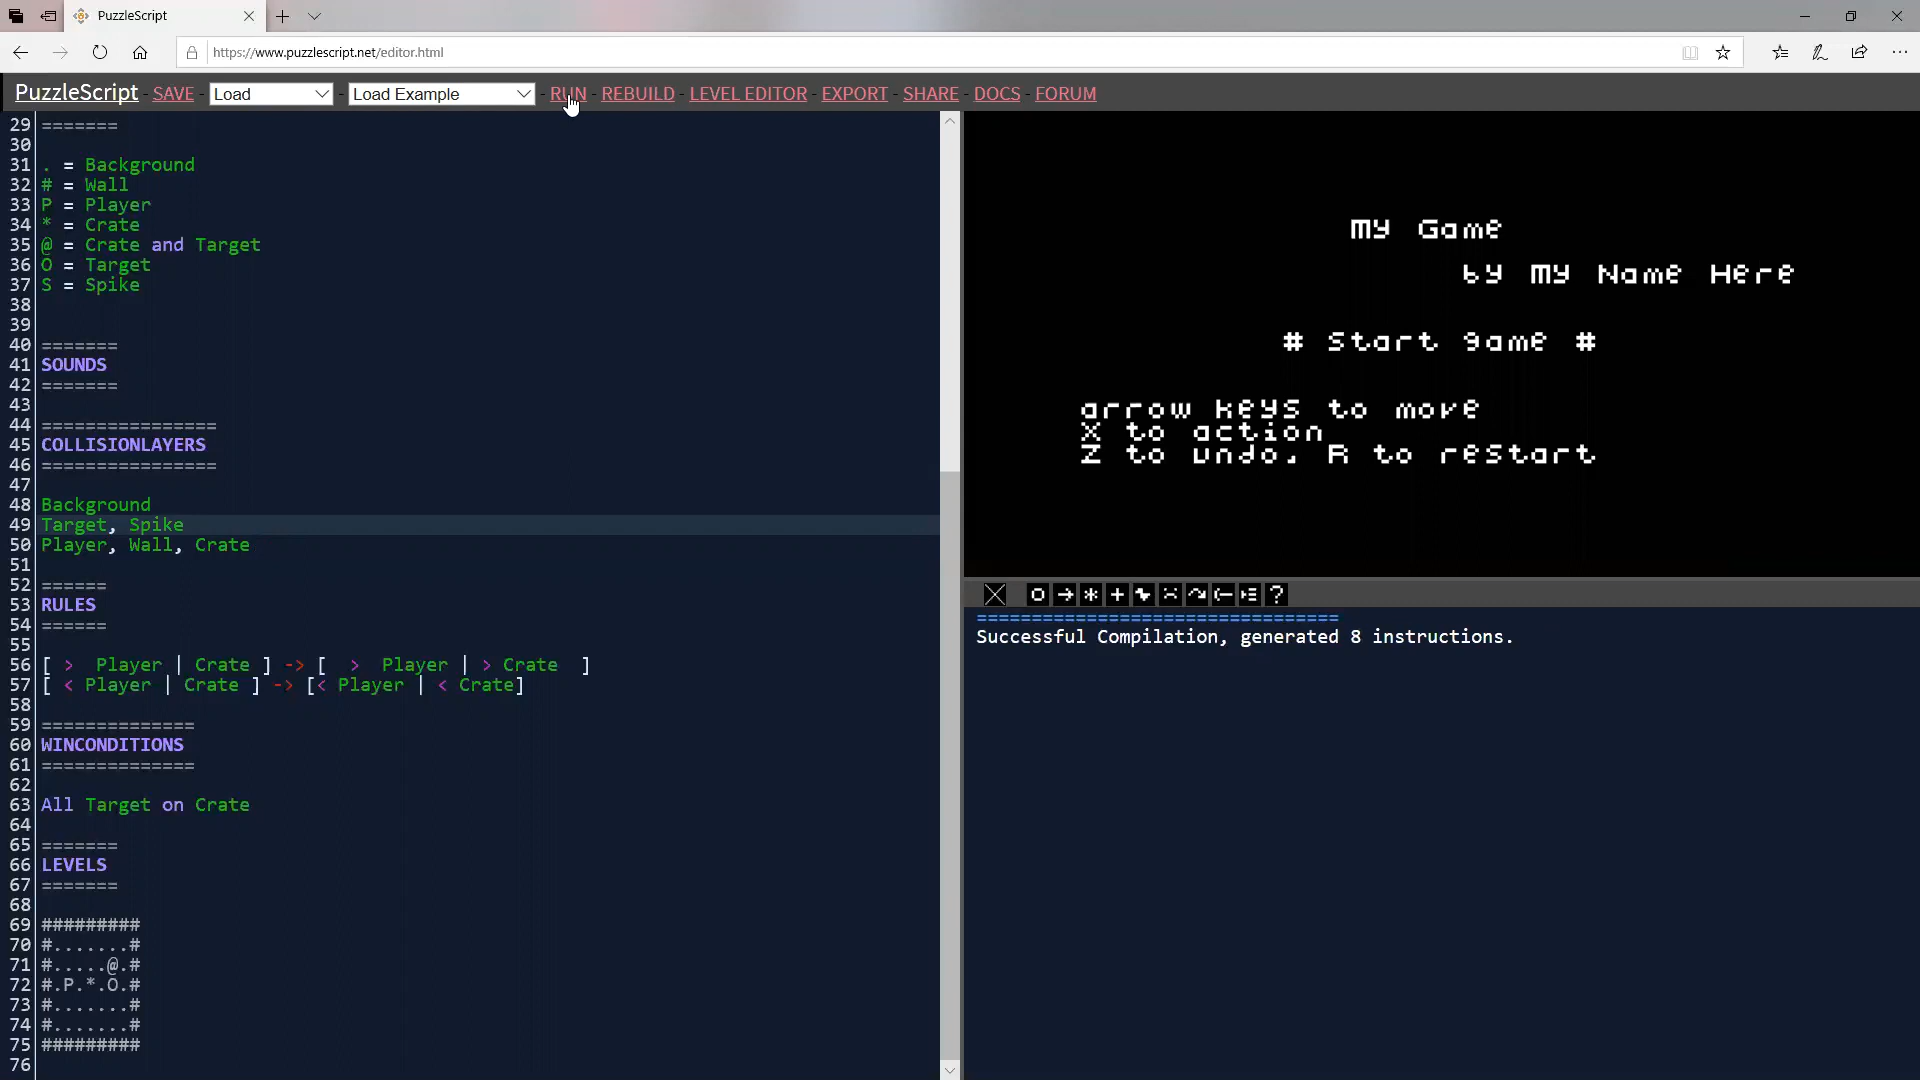 PuzzleScript
https://www.puzzlescript.net/editor.html
PuzzleScript - SAVE - Load - Load Example - RUN - REBUILD - LEVEL EDITOR - EXPORT - SHARE - DOCS - FORUM
29 =======
30
31 . = Background
32 # = Wall
33 P = Player
34 * = Crate
35 @ = Crate and Target
36 O = Target
37 S = Spike
38
39
40 =======
41 SOUNDS
42 =======
43
44 ================
45 COLLISIONLAYERS
46 ================
47
48 Background
49 Target, Spike
50 Player, Wall, Crate
51
52 ======
53 RULES
54 ======
55
56 [ >  Player | Crate ] -> [  >  Player | > Crate  ]
57 [ < Player | Crate ] -> [< Player | < Crate]
58
59 ==============
60 WINCONDITIONS
61 ==============
62
63 All Target on Crate
64
65 =======
66 LEVELS
67 =======
68
69 #########
70 #.......#
71 #.....@.#
72 #.P.*.O.#
73 #.......#
74 #.......#
75 #########
76
My Game
by My Name Here
# Start game #
arrow keys to move
X to action
Z to undo, R to restart
=================================
Successful Compilation, generated 8 instructions.